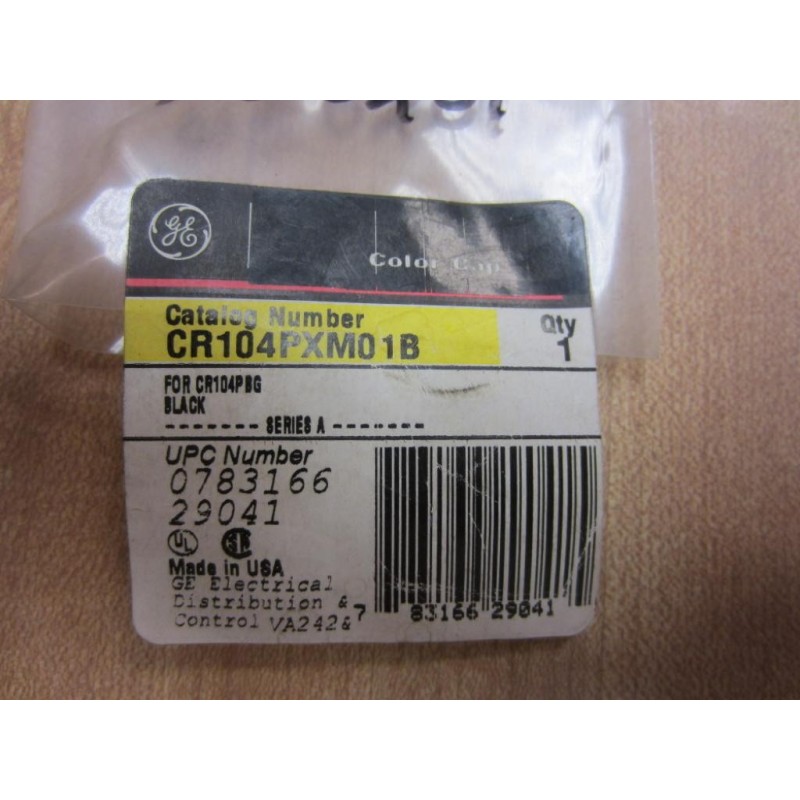 GE
Color Cap
Catalog Number
CR104PXM01B
Qty
1
FOR CR104PBG
BLACK
------- SERIES A -------
UPC Number
0783166
29041
UL
Made in USA
GE Electrical
Distribution &
Control VA242&
7 83166 29041